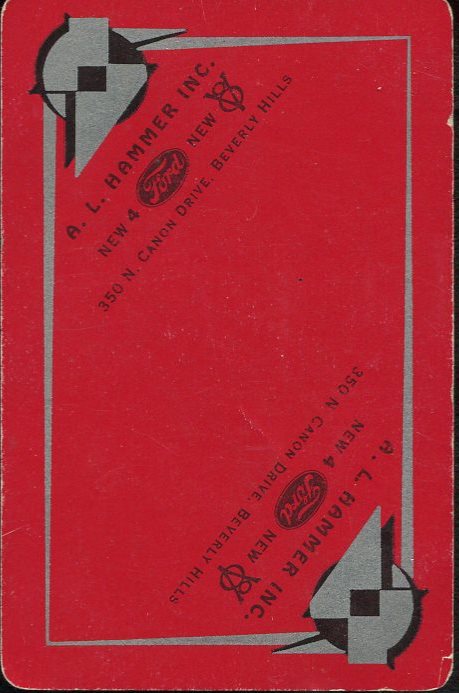 A. L. HAMMER INC.
NEW 4 Ford NEW V8
350 N. CANON DRIVE. BEVERLY HILLS
A. L. HAMMER INC.
NEW 4 Ford NEW V8
350 N. CANON DRIVE. BEVERLY HILLS